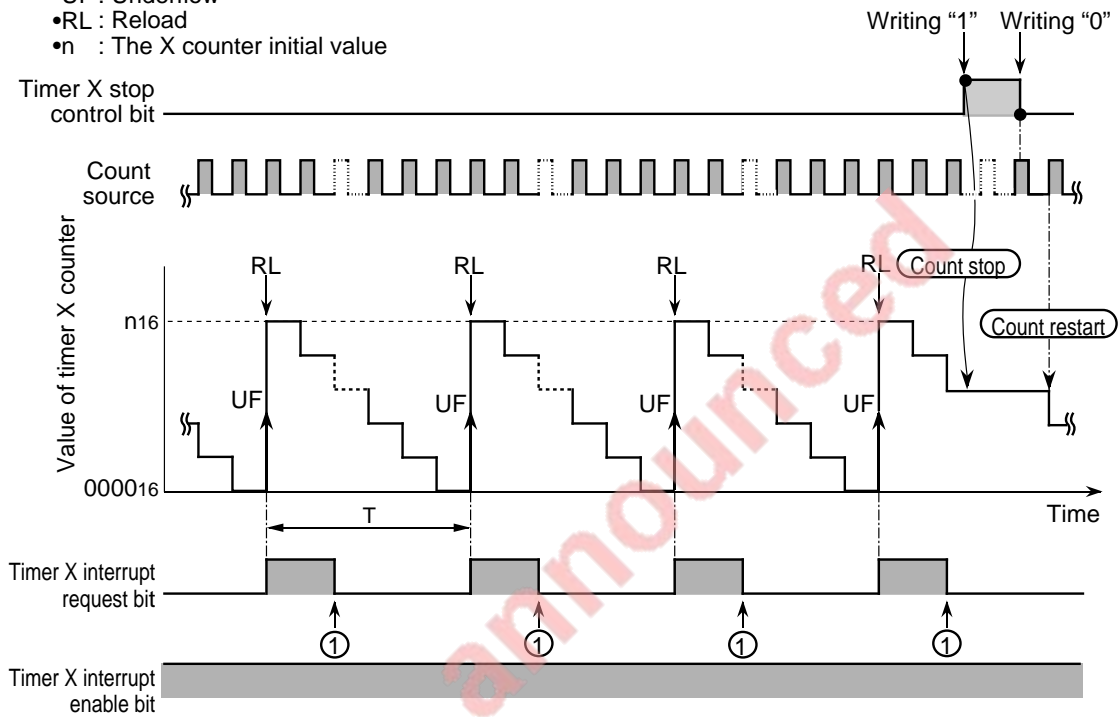 •UF : Underflow
•RL : Reload
•n : The X counter initial value
Writing “1” Writing “0”
Timer X stop
control bit
Count
source
Value of timer X counter
RL RL RL RL
Count stop
n16
Count restart
UF UF UF UF
000016
T
Time
Timer X interrupt
request bit
1 1 1 1
Timer X interrupt
enable bit
announced